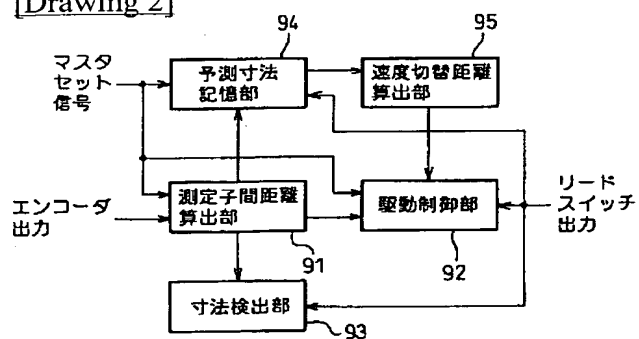 [Drawing 2]
94
95
マスタ
セット
信号
予測寸法
記憶部
速度切替距離
算出部
エンコーダ
出力
測定子間距離
算出部
駆動制御部
リード
スイッチ
出力
91
92
寸法検出部
93